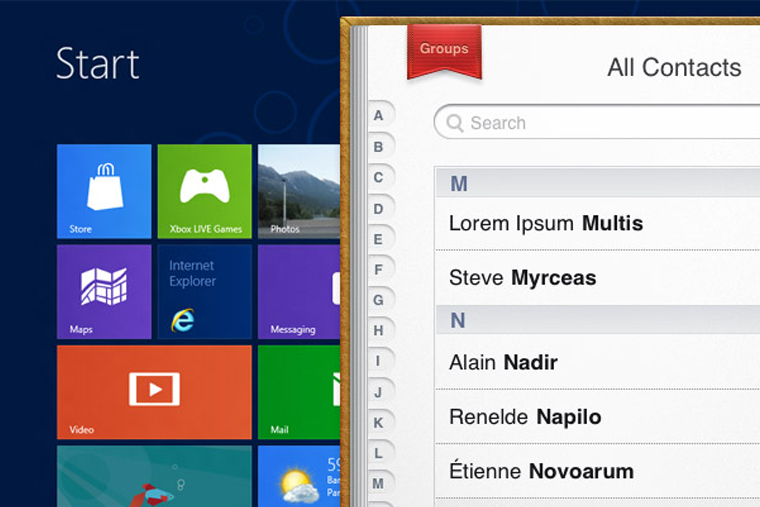 Start
Store
Xbox LIVE Games
Photos
Maps
Internet
Explorer
Messaging
Video
Mail
Groups
All Contacts
Search
A
B
C
D
E
F
G
H
I
J
K
L
M
M
Lorem Ipsum Multis
Steve Myrceas
N
Alain Nadir
Renelde Napilo
Étienne Novoarum